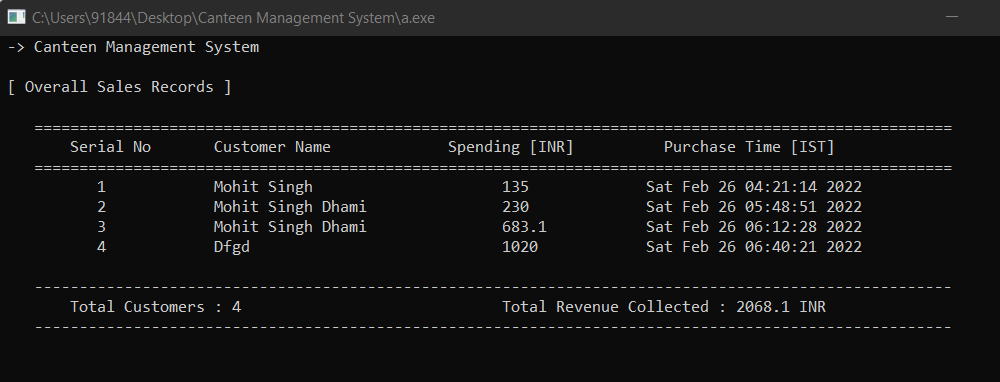 C:\Users\91844\Desktop\Canteen Management System\a.exe
-> Canteen Management System
[ Overall Sales Records ]
======================================================================================================
Serial No Customer Name Spending [INR] Purchase Time [IST]
======================================================================================================
1 Mohit Singh 135 Sat Feb 26 04:21:14 2022
2 Mohit Singh Dhami 230 Sat Feb 26 05:48:51 2022
3 Mohit Singh Dhami 683.1 Sat Feb 26 06:12:28 2022
4 Dfgd 1020 Sat Feb 26 06:40:21 2022
------------------------------------------------------------------------------------------------------
Total Customers : 4 Total Revenue Collected : 2068.1 INR
------------------------------------------------------------------------------------------------------